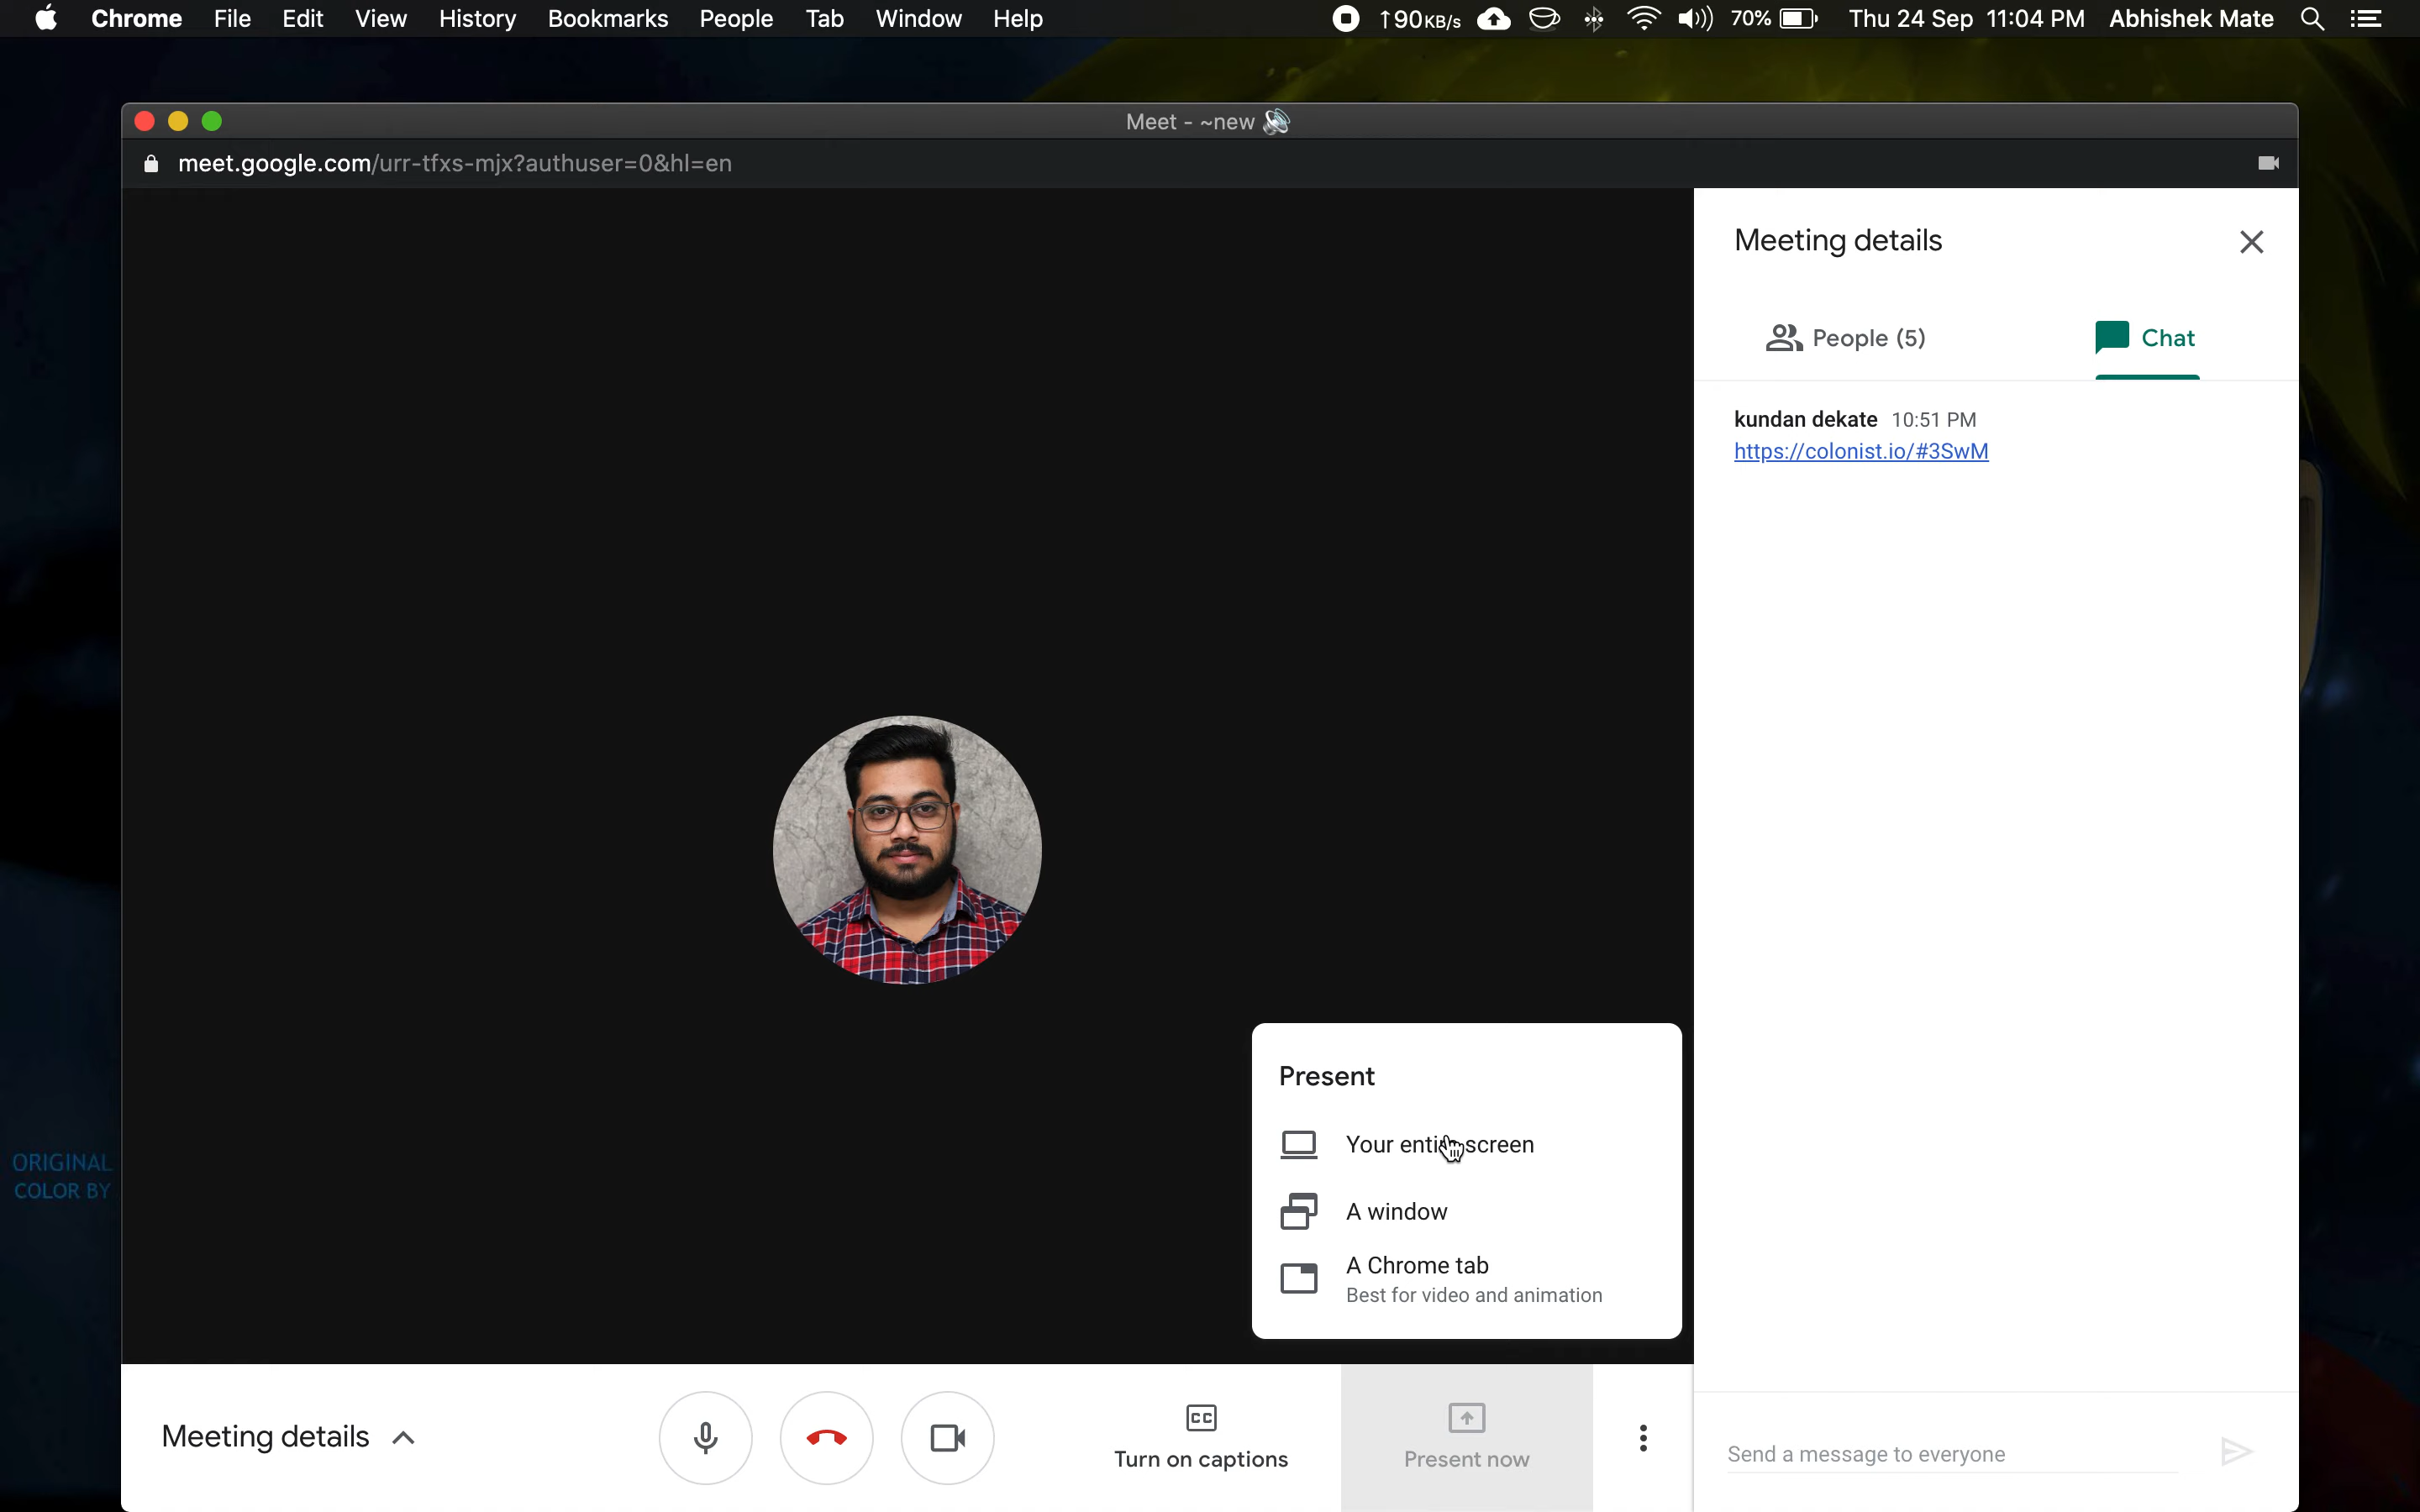 Chrome File Edit View History Bookmarks People Tab Window Help ↑90KB/s 70% Thu 24 Sep 11:04 PM Abhishek Mate
Meet - ~new 🔊
meet.google.com/urr-tfxs-mjx?authuser=0&hl=en
Meeting details
People (5) Chat
kundan dekate 10:51 PM
https://colonist.io/#3SwM
Present
Your entire screen
A window
A Chrome tab
Best for video and animation
ORIGINAL
COLOR BY
Meeting details
CC
Turn on captions
Present now
Send a message to everyone